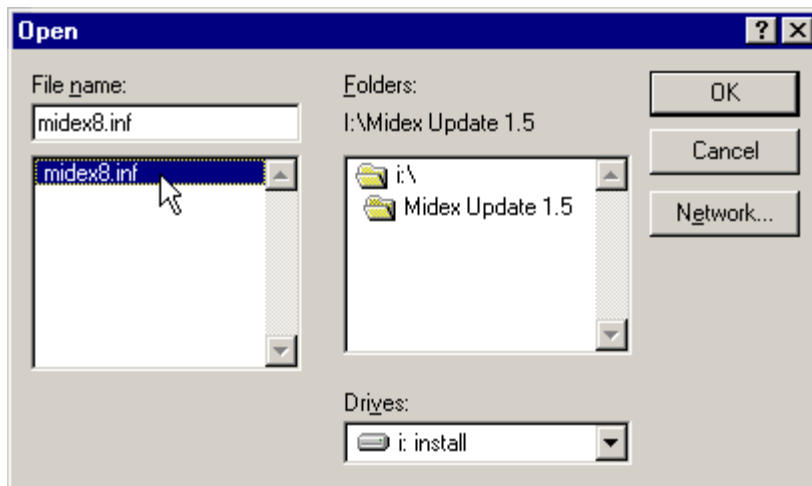 Open
File name:
midex8.inf
midex8.inf
Folders:
I:\Midex Update 1.5
i:\
Midex Update 1.5
Drives:
i: install
OK
Cancel
Network...